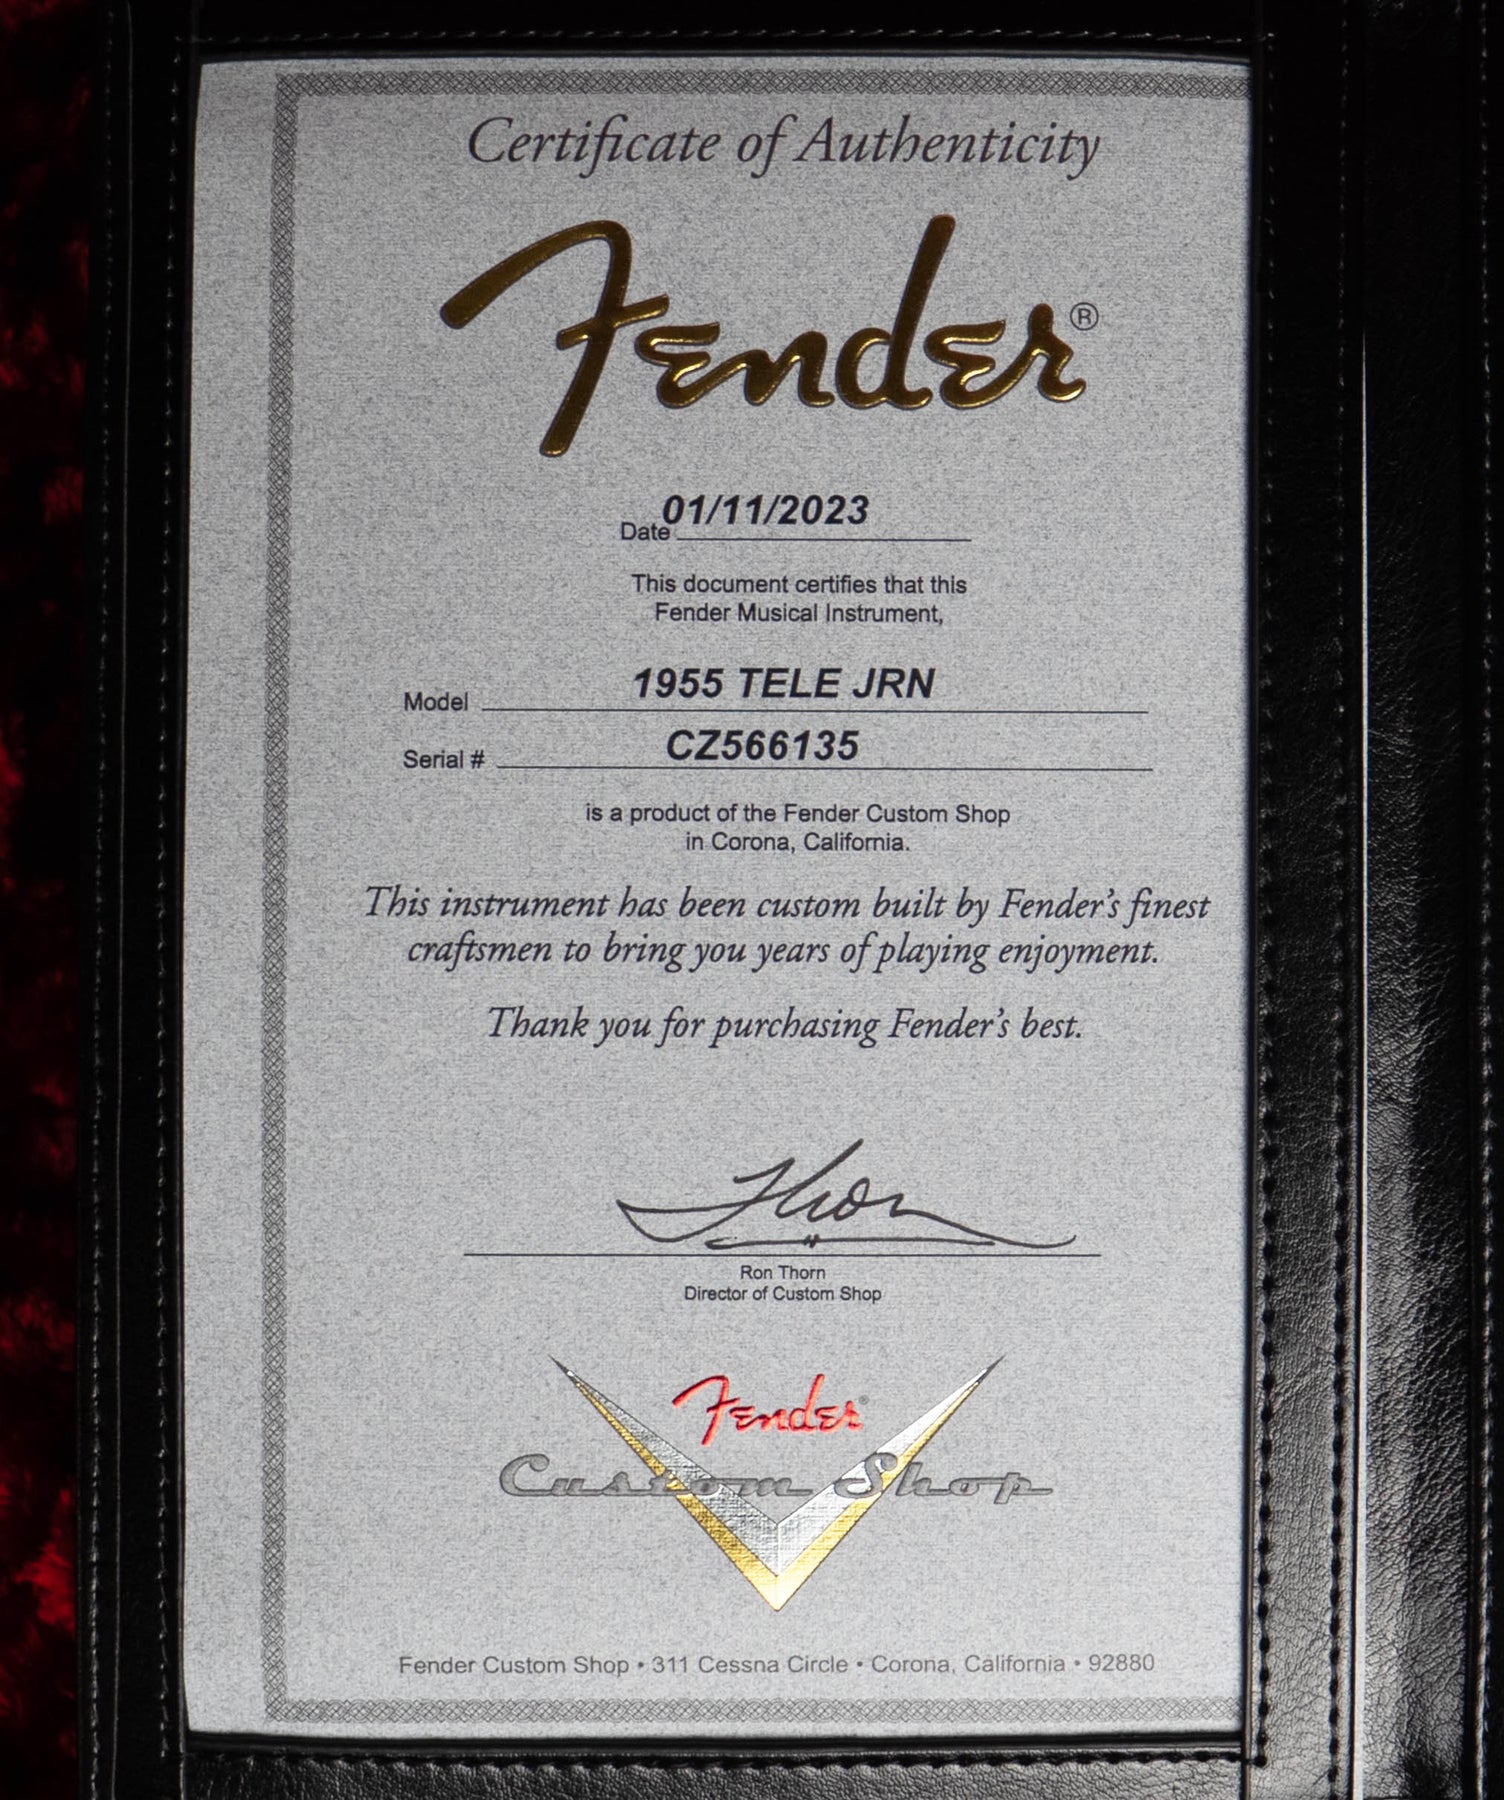 Certificate of Authenticity
Fender®
Date 01/11/2023
This document certifies that this
Fender Musical Instrument,
Model 1955 TELE JRN
Serial # CZ566135
is a product of the Fender Custom Shop
in Corona, California.
This instrument has been custom built by Fender's finest
craftsmen to bring you years of playing enjoyment.
Thank you for purchasing Fender's best.
Thorn
Ron Thorn
Director of Custom Shop
Fender®
Custom Shop
Fender Custom Shop • 311 Cessna Circle • Corona, California • 92880